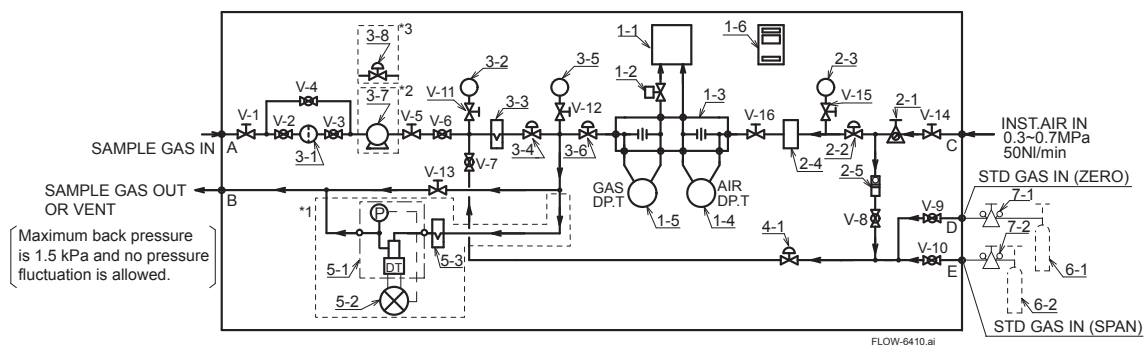 1-1
1-6
*3
3-8
3-2
3-5
1-2
2-3
V-4
*2
3-7
V-11
3-3
V-12
1-3
V-15
2-1
V-1
V-2
V-3
V-5
V-6
V-16
V-14
SAMPLE GAS IN
A
3-1
3-4
3-6
2-4
2-2
C
INST.AIR IN
0.3~0.7MPa
50Nl/min
V-7
2-5
STD GAS IN (ZERO)
SAMPLE GAS OUT
OR VENT
B
V-13
GAS
DP.T
AIR
DP.T
1-5
1-4
V-8
V-9
D
7-1
*1
P
4-1
V-10
E
7-2
Maximum back pressure
is 1.5 kPa and no pressure
fluctuation is allowed.
5-1
DT
5-3
5-2
6-1
6-2
STD GAS IN (SPAN)
FLOW-6410.ai